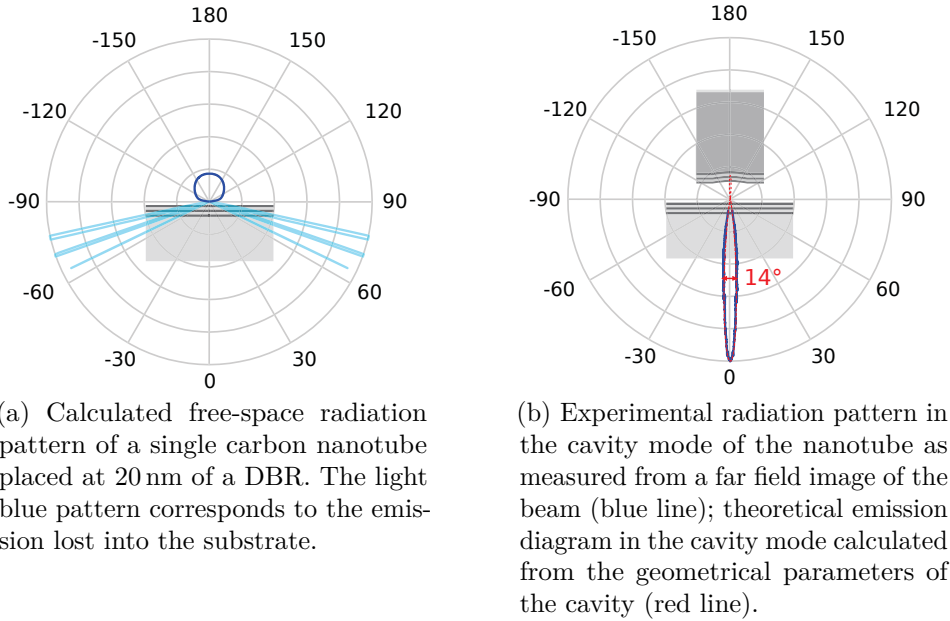 180
-150
150
-120
120
-90
90
-60
60
-30
30
0
180
-150
150
-120
120
-90
90
14°
-60
60
-30
30
0
(a) Calculated free-space radiation
pattern of a single carbon nanotube
placed at 20 nm of a DBR. The light
blue pattern corresponds to the emis-
sion lost into the substrate.
(b) Experimental radiation pattern in
the cavity mode of the nanotube as
measured from a far field image of the
beam (blue line); theoretical emission
diagram in the cavity mode calculated
from the geometrical parameters of
the cavity (red line).